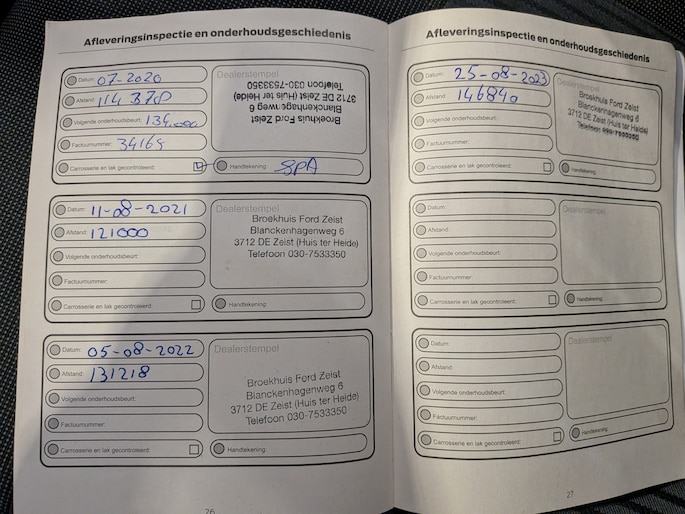 Afleveringsinspectie en onderhoudsgeschiedenis
Datum: 07-2020
Afstand: 114 370
Volgende onderhoudsbeurt: 134.000
Factuurnummer: 34165
Carrosserie en lak gecontroleerd:
Dealerstempel
Broekhuis Ford Zeist
Blanckenhagenweg 6
3712 DE Zeist (Huis ter Heide)
Telefoon 030-7533350
Handtekening:
Datum: 11-08-2021
Afstand: 121000
Volgende onderhoudsbeurt:
Factuurnummer:
Carrosserie en lak gecontroleerd:
Dealerstempel
Broekhuis Ford Zeist
Blanckenhagenweg 6
3712 DE Zeist (Huis ter Heide)
Telefoon 030-7533350
Handtekening:
Datum: 05-08-2022
Afstand: 131218
Volgende onderhoudsbeurt:
Factuurnummer:
Carrosserie en lak gecontroleerd:
Dealerstempel
Broekhuis Ford Zeist
Blanckenhagenweg 6
3712 DE Zeist (Huis ter Heide)
Telefoon 030-7533350
Handtekening:
26
Afleveringsinspectie en onderhoudsgeschiedenis
Datum: 25-08-2023
Afstand: 146840
Volgende onderhoudsbeurt:
Factuurnummer:
Carrosserie en lak gecontroleerd:
Dealerstempel
Broekhuis Ford Zeist
Blanckenhagenweg 6
3712 DE Zeist (Huis ter Heide)
Telefoon 030-7533350
Handtekening:
Datum:
Afstand:
Volgende onderhoudsbeurt:
Factuurnummer:
Carrosserie en lak gecontroleerd:
Dealerstempel
Handtekening:
Datum:
Afstand:
Volgende onderhoudsbeurt:
Factuurnummer:
Carrosserie en lak gecontroleerd:
Dealerstempel
Handtekening:
27